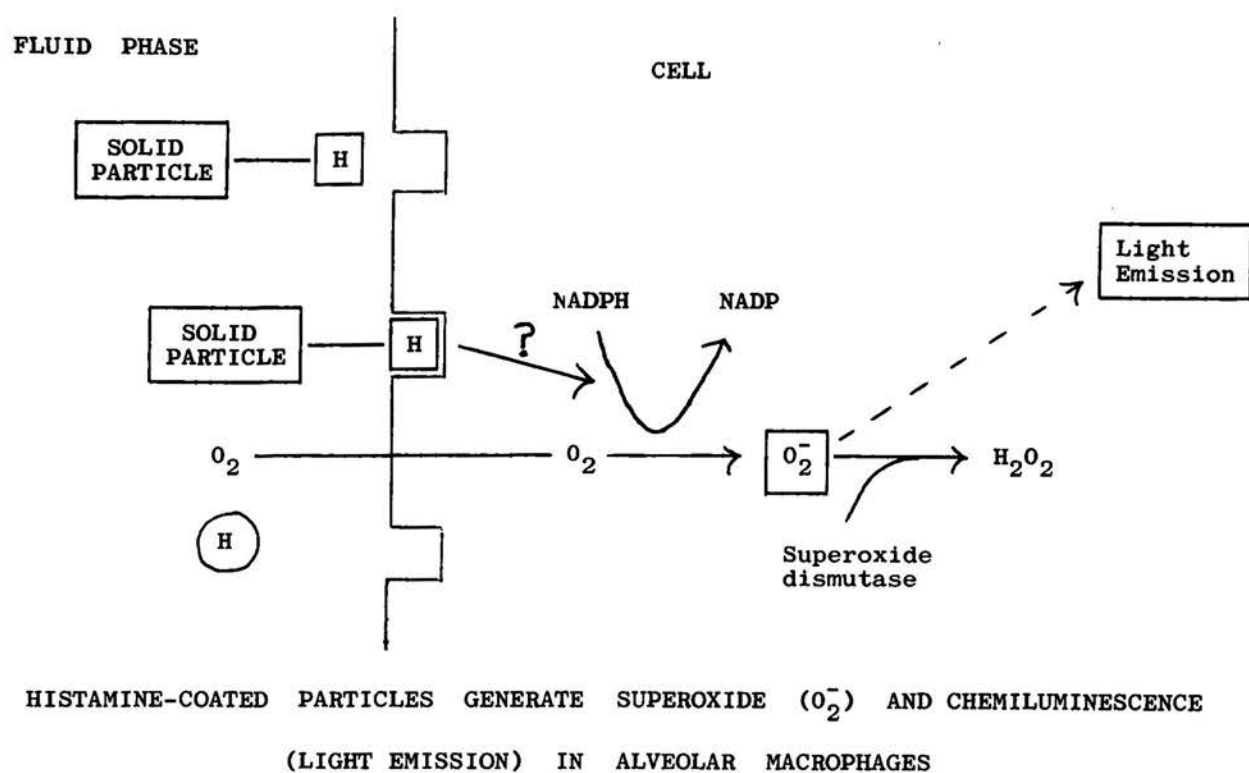 FLUID PHASE
CELL
SOLID
PARTICLE
H
Light
Emission
NADPH
NADP
SOLID
PARTICLE
H
?
O₂
O₂
O₂⁻
H₂O₂
H
Superoxide
dismutase
HISTAMINE-COATED PARTICLES GENERATE SUPEROXIDE (O₂⁻) AND CHEMILUMINESCENCE
(LIGHT EMISSION) IN ALVEOLAR MACROPHAGES